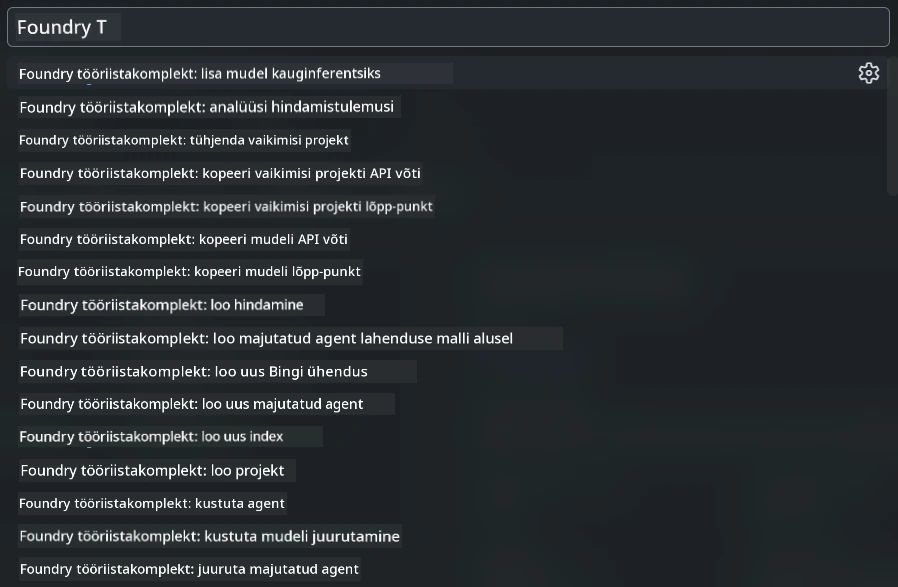 Foundry T
Foundry tööriistakomplekt: lisa mudel kauginferentsiks
Foundry tööriistakomplekt: analüüsi hindamistulemusi
Foundry tööriistakomplekt: tühjenda vaikimisi projekt
Foundry tööriistakomplekt: kopeeri vaikimisi projekti API võti
Foundry tööriistakomplekt: kopeeri vaikimisi projekti lõpp-punkt
Foundry tööriistakomplekt: kopeeri mudeli API võti
Foundry tööriistakomplekt: kopeeri mudeli lõpp-punkt
Foundry tööriistakomplekt: loo hindamine
Foundry tööriistakomplekt: loo majutatud agent lahenduse malli alusel
Foundry tööriistakomplekt: loo uus Bingi ühendus
Foundry tööriistakomplekt: loo uus majutatud agent
Foundry tööriistakomplekt: loo uus index
Foundry tööriistakomplekt: loo projekt
Foundry tööriistakomplekt: kustuta agent
Foundry tööriistakomplekt: kustuta mudeli juurutamine
Foundry tööriistakomplekt: juuruta majutatud agent